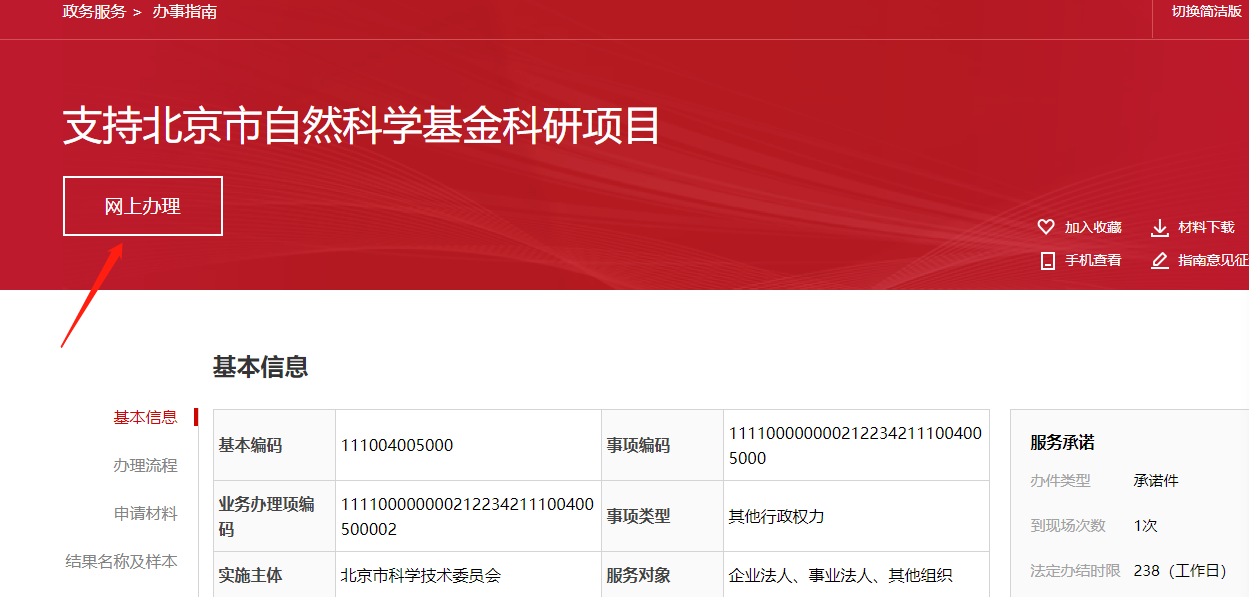 政务服务 > 办事指南
切换简洁版
支持北京市自然科学基金科研项目
网上办理
加入收藏
材料下载
手机查看
指南意见征
基本信息
基本信息
办理流程
申请材料
结果名称及样本
基本编码
111004005000
事项编码
111100000000212234211100400
5000
业务办理项编
码
111100000000212234211100400
500002
事项类型
其他行政权力
实施主体
北京市科学技术委员会
服务对象
企业法人、事业法人、其他组织
服务承诺
办件类型
承诺件
到现场次数
1次
法定办结时限
238（工作日）